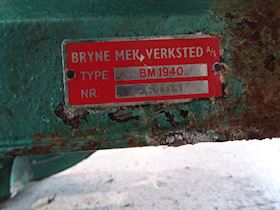 BRYNE MEK. VERKSTED A/S
TYPE BM 1940
NR.